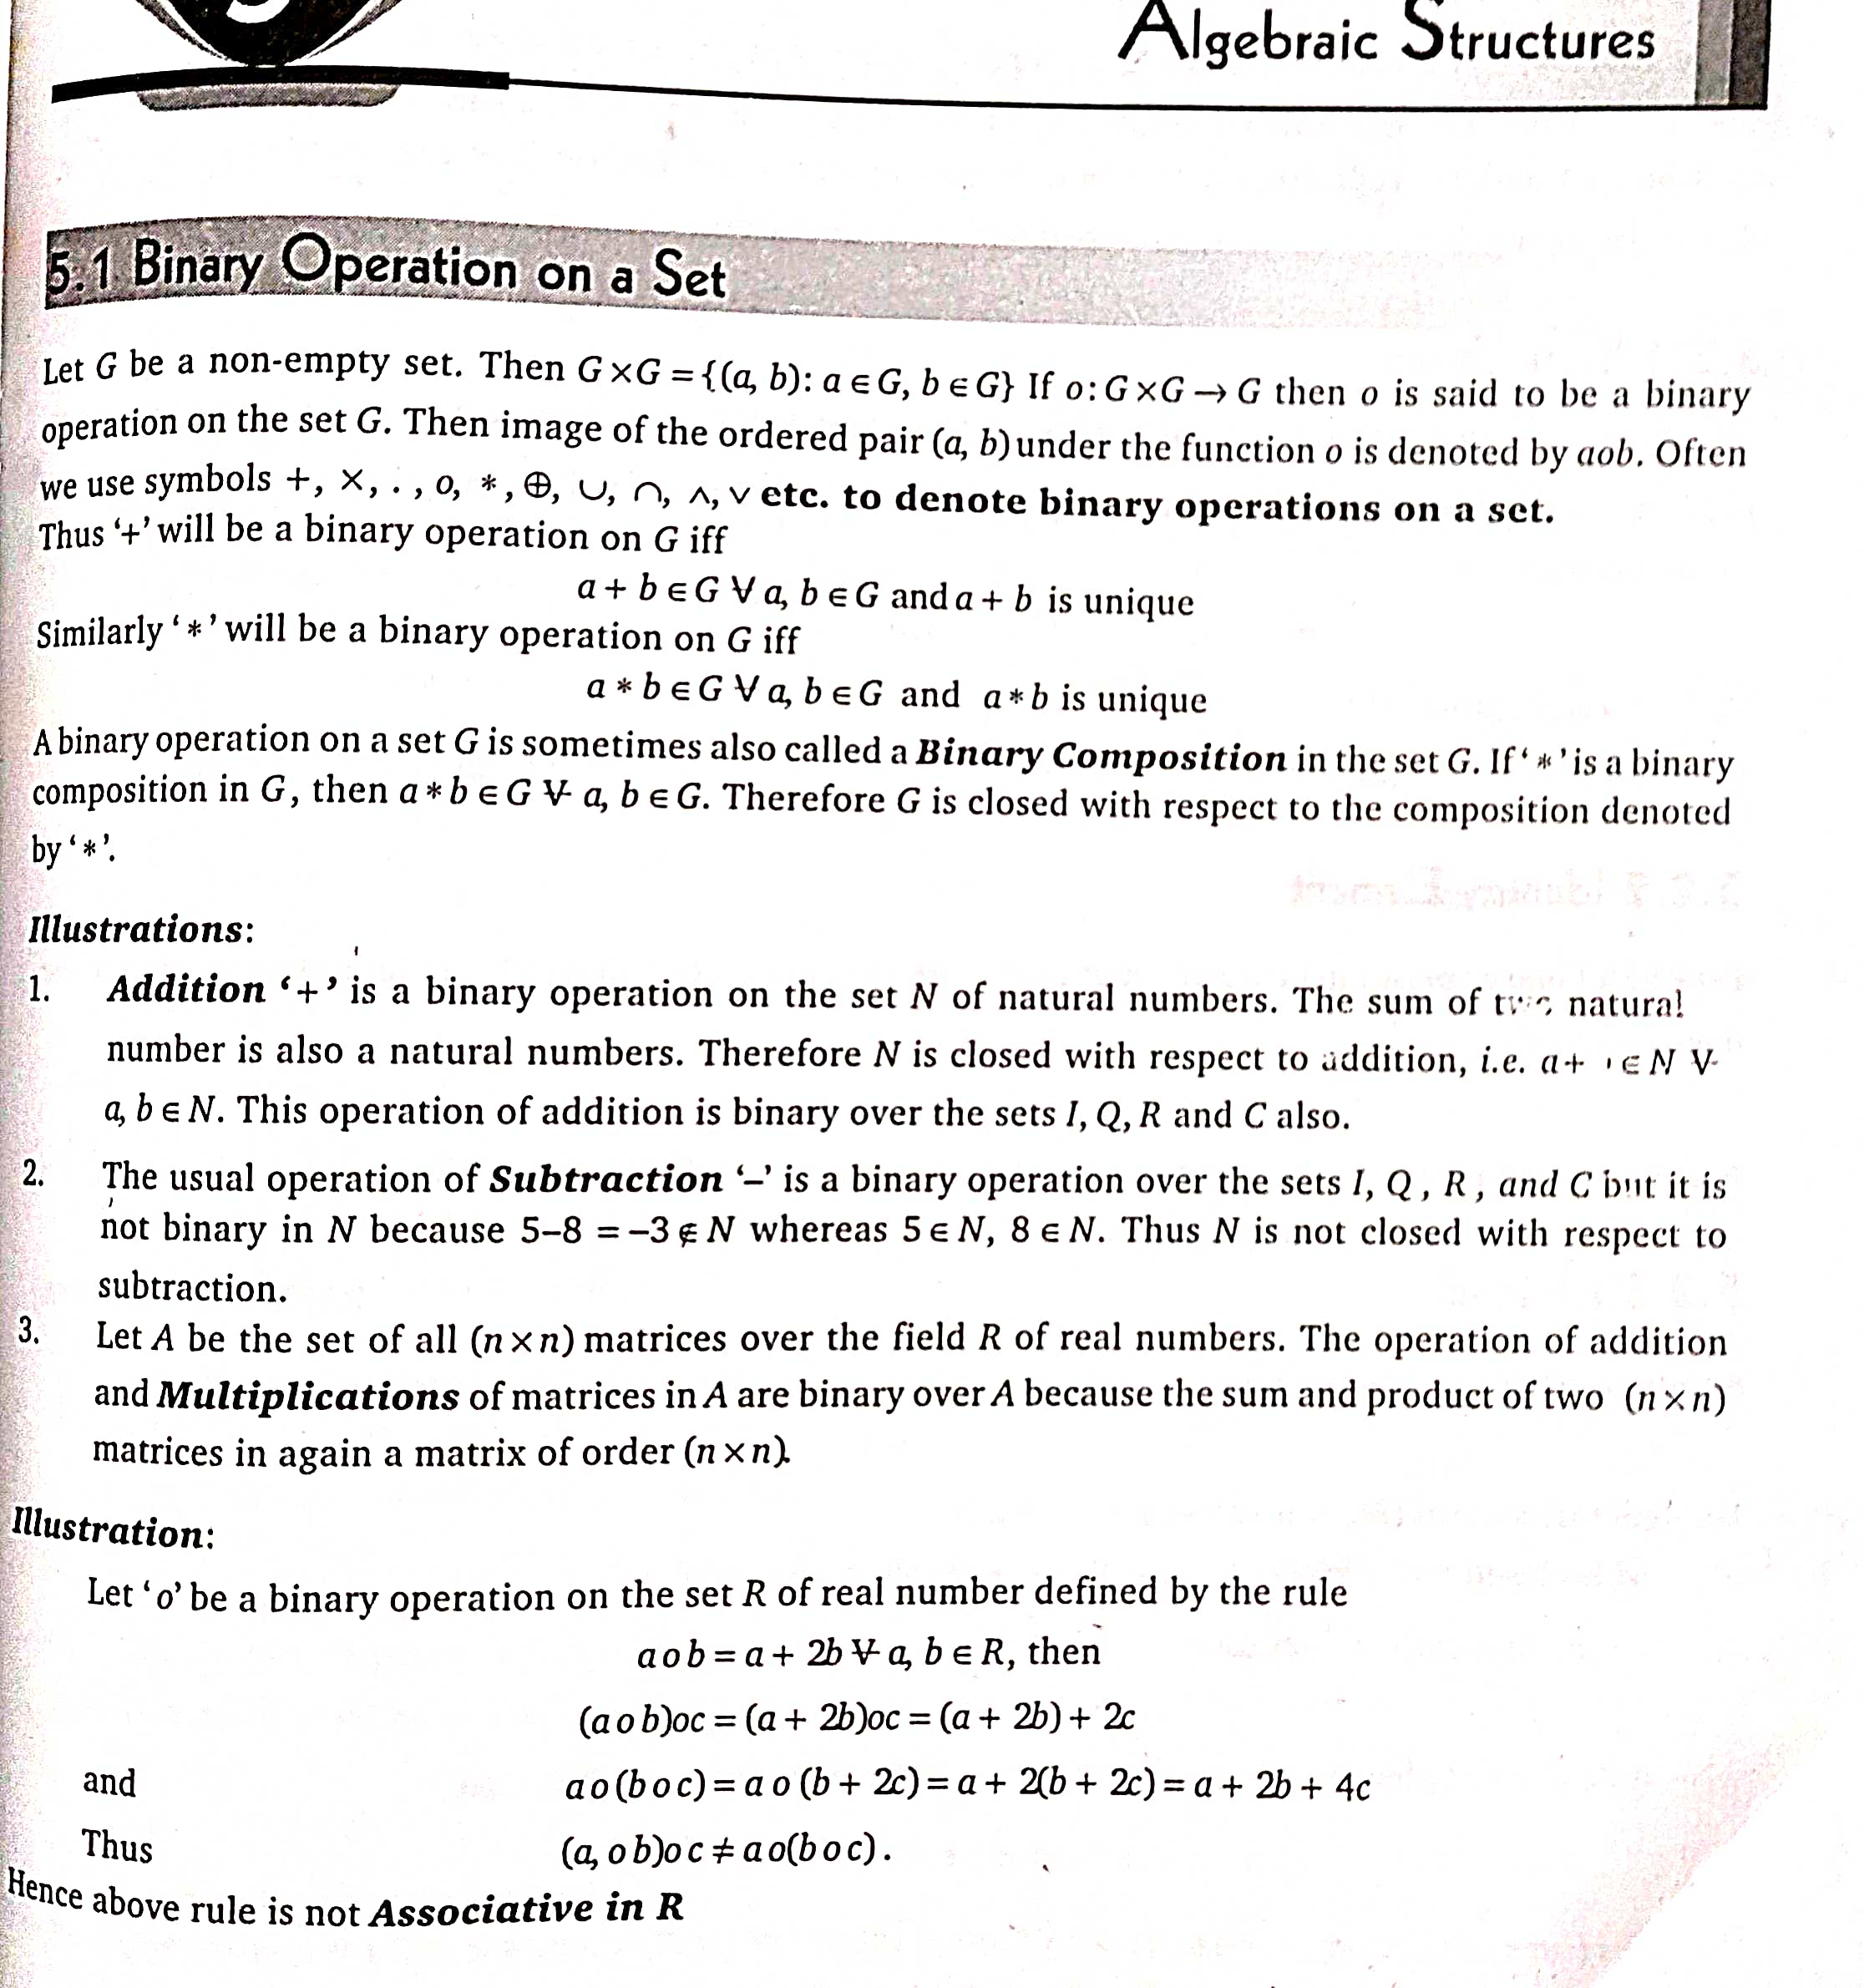 Algebraic Structures
5.1 Binary Operation on a Set
Let G be a non-empty set. Then G×G = {(a, b): a ∈ G, b ∈ G} If o: G×G → G then o is said to be a binary
operation on the set G. Then image of the ordered pair (a, b) under the function o is denoted by aob. Often
we use symbols +, ×, . , o, *, ⊕, ∪, ∩, ∧, ∨ etc. to denote binary operations on a set.
Thus ‘+’ will be a binary operation on G iff
a + b ∈ G ∀ a, b ∈ G and a + b is unique
Similarly ‘*’ will be a binary operation on G iff
a * b ∈ G ∀ a, b ∈ G and a * b is unique
A binary operation on a set G is sometimes also called a Binary Composition in the set G. If ‘*’ is a binary
composition in G, then a * b ∈ G ∀ a, b ∈ G. Therefore G is closed with respect to the composition denoted
by ‘*’.
Illustrations:
1. Addition ‘+’ is a binary operation on the set N of natural numbers. The sum of natural
number is also a natural numbers. Therefore N is closed with respect to addition, i.e. a + ∈ N ∀
a, b ∈ N. This operation of addition is binary over the sets I, Q, R and C also.
2. The usual operation of Subtraction ‘–’ is a binary operation over the sets I, Q, R, and C but it is
not binary in N because 5–8 = –3 ∉ N whereas 5 ∈ N, 8 ∈ N. Thus N is not closed with respect to
subtraction.
3. Let A be the set of all (n × n) matrices over the field R of real numbers. The operation of addition
and Multiplications of matrices in A are binary over A because the sum and product of two (n × n)
matrices in again a matrix of order (n × n).
Illustration:
Let ‘o’ be a binary operation on the set R of real number defined by the rule
a o b = a + 2b ∀ a, b ∈ R, then
(a o b)oc = (a + 2b)oc = (a + 2b) + 2c
and a o (b o c) = a o (b + 2c) = a + 2(b + 2c) = a + 2b + 4c
Thus (a, o b)o c ≠ a o(b o c).
Hence above rule is not Associative in R